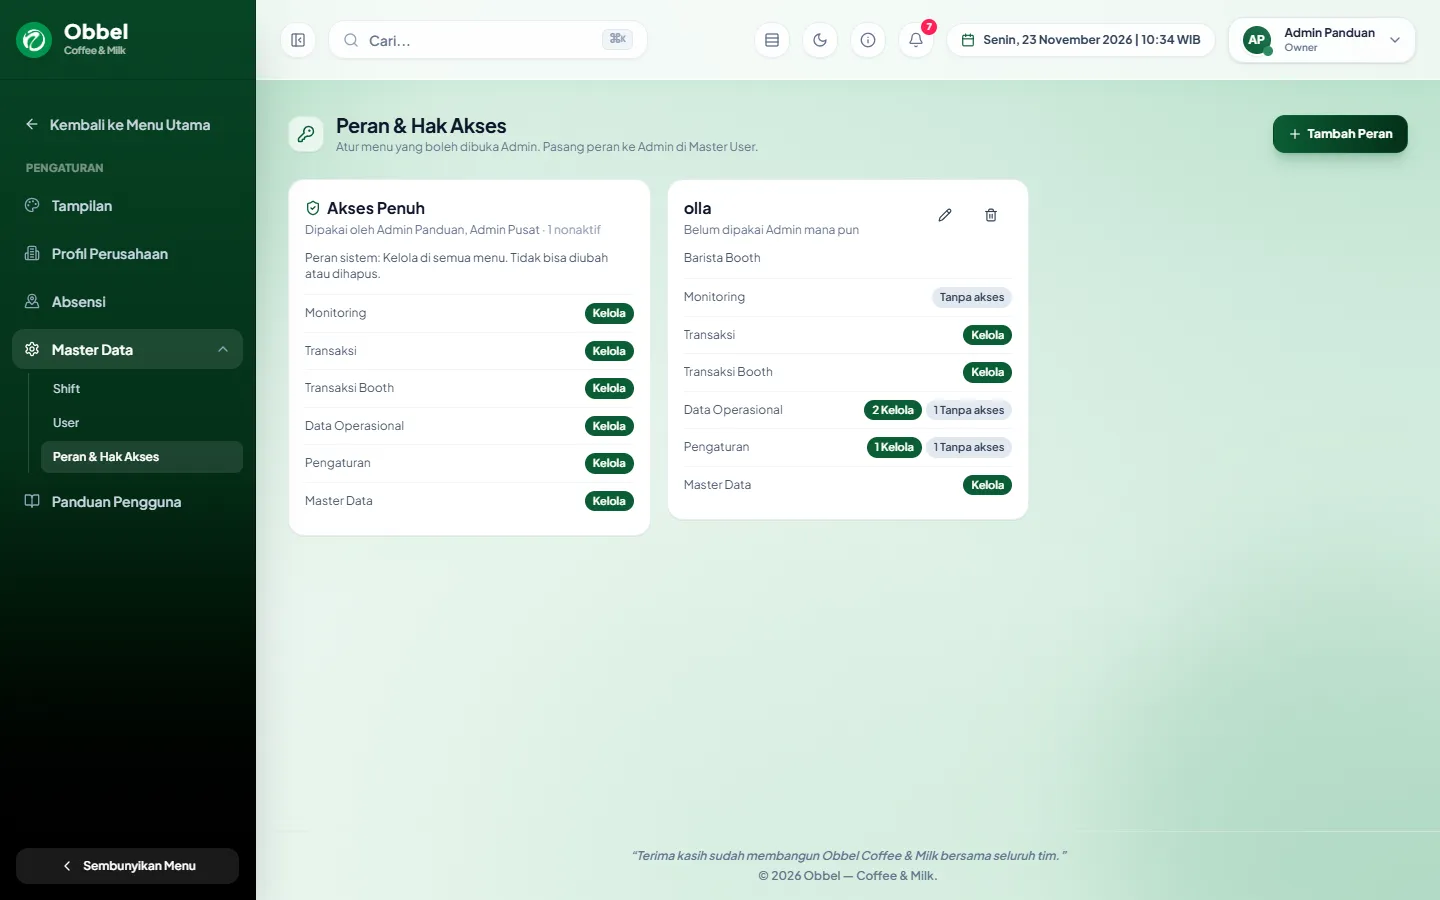 Obbel
Coffee & Milk
Kembali ke Menu Utama
PENGATURAN
Tampilan
Profil Perusahaan
Absensi
Master Data
Shift
User
Peran & Hak Akses
Panduan Pengguna
Sembunyikan Menu
Cari...
⌘K
7
Senin, 23 November 2026 | 10:34 WIB
AP
Admin Panduan
Owner
Peran & Hak Akses
Atur menu yang boleh dibuka Admin. Pasang peran ke Admin di Master User.
+ Tambah Peran
Akses Penuh
Dipakai oleh Admin Panduan, Admin Pusat · 1 nonaktif
Peran sistem: Kelola di semua menu. Tidak bisa diubah
atau dihapus.
Monitoring Kelola
Transaksi Kelola
Transaksi Booth Kelola
Data Operasional Kelola
Pengaturan Kelola
Master Data Kelola
olla
Belum dipakai Admin mana pun
Barista Booth
Monitoring Tanpa akses
Transaksi Kelola
Transaksi Booth Kelola
Data Operasional 2 Kelola 1 Tanpa akses
Pengaturan 1 Kelola 1 Tanpa akses
Master Data Kelola
“Terima kasih sudah membangun Obbel Coffee & Milk bersama seluruh tim.”
© 2026 Obbel — Coffee & Milk.